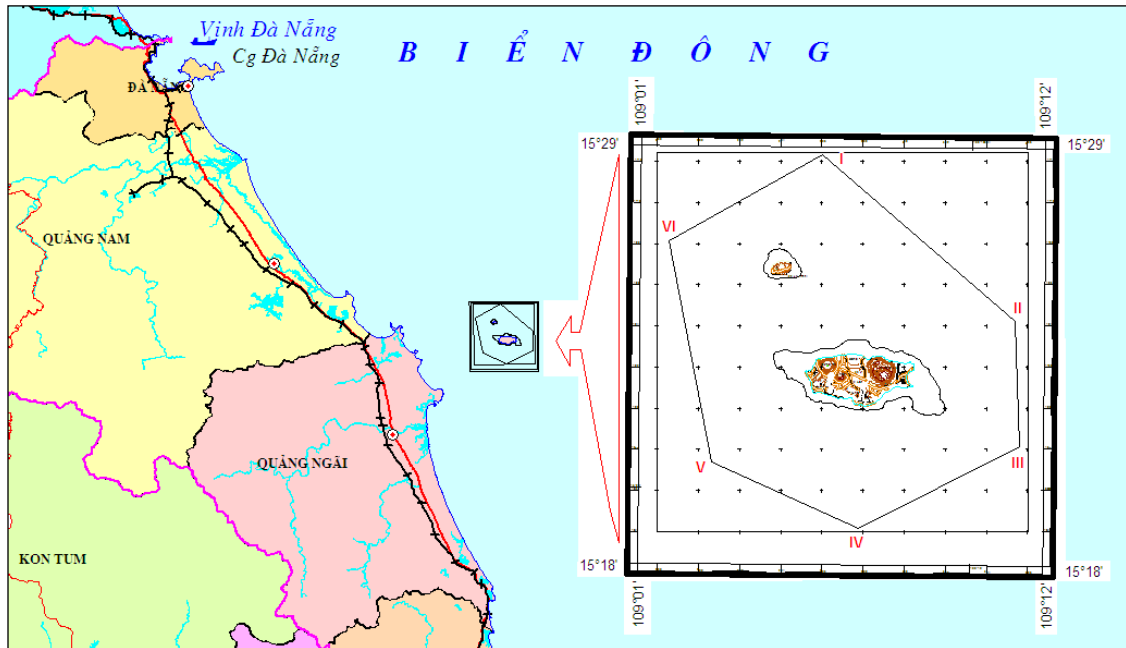 Vịnh Đà Nẵng
Cg Đà Nẵng
B I Ể N Đ Ô N G
ĐÀ NẴNG
QUẢNG NAM
QUẢNG NGÃI
KON TUM
109°01'
109°12'
15°29'
15°29'
I
VI
II
V
III
IV
15°18'
15°18'
109°01'
109°12'